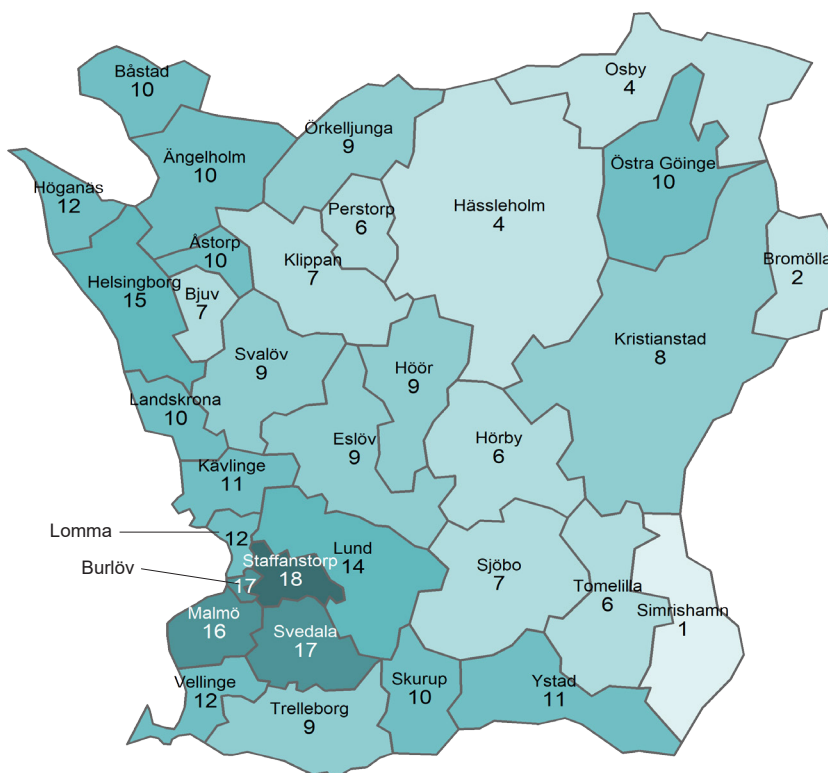 Båstad
10
Osby
4
Örkelljunga
9
Ängelholm
10
Östra Göinge
10
Höganäs
12
Perstorp
6
Hässleholm
4
Åstorp
10
Klippan
7
Bromölla
2
Helsingborg
15
Bjuv
7
Kristianstad
8
Svalöv
9
Höör
9
Landskrona
10
Eslöv
9
Hörby
6
Kävlinge
11
Lomma
12
Lund
14
Staffanstorp
18
Burlöv
17
Sjöbo
7
Tomelilla
6
Simrishamn
1
Malmö
16
Svedala
17
Vellinge
12
Skurup
10
Ystad
11
Trelleborg
9